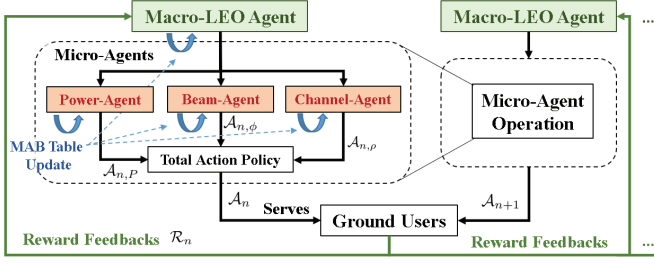 Macro-LEO Agent
Macro-LEO Agent
...
Micro-Agents
Power-Agent
Beam-Agent
Channel-Agent
Micro-Agent
Operation
MAB Table
Update
𝒜ₙ,ϕ
𝒜ₙ,ρ
𝒜ₙ,P
Total Action Policy
𝒜ₙ
𝒜ₙ₊₁
Serves
Ground Users
Reward Feedbacks ℛₙ
Reward Feedbacks
...